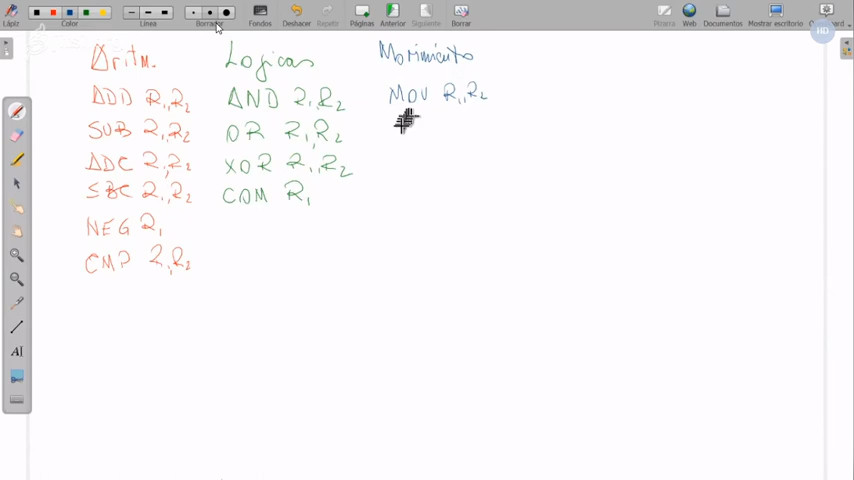 Lápiz
Color
Línea
Borrador
Fondos
Deshacer
Repetir
Páginas
Anterior
Siguiente
Borrar
Pizarra
Web
Documentos
Mostrar escritorio
OpenBoard
HD
Aritm.
ADD R1,R2
SUB R1,R2
ADC R1,R2
SBC R1,R2
NEG R1
CMP R1,R2
Logicas
AND R1,R2
OR R1,R2
XOR R1,R2
COM R1
Movimiento
MOV R1,R2